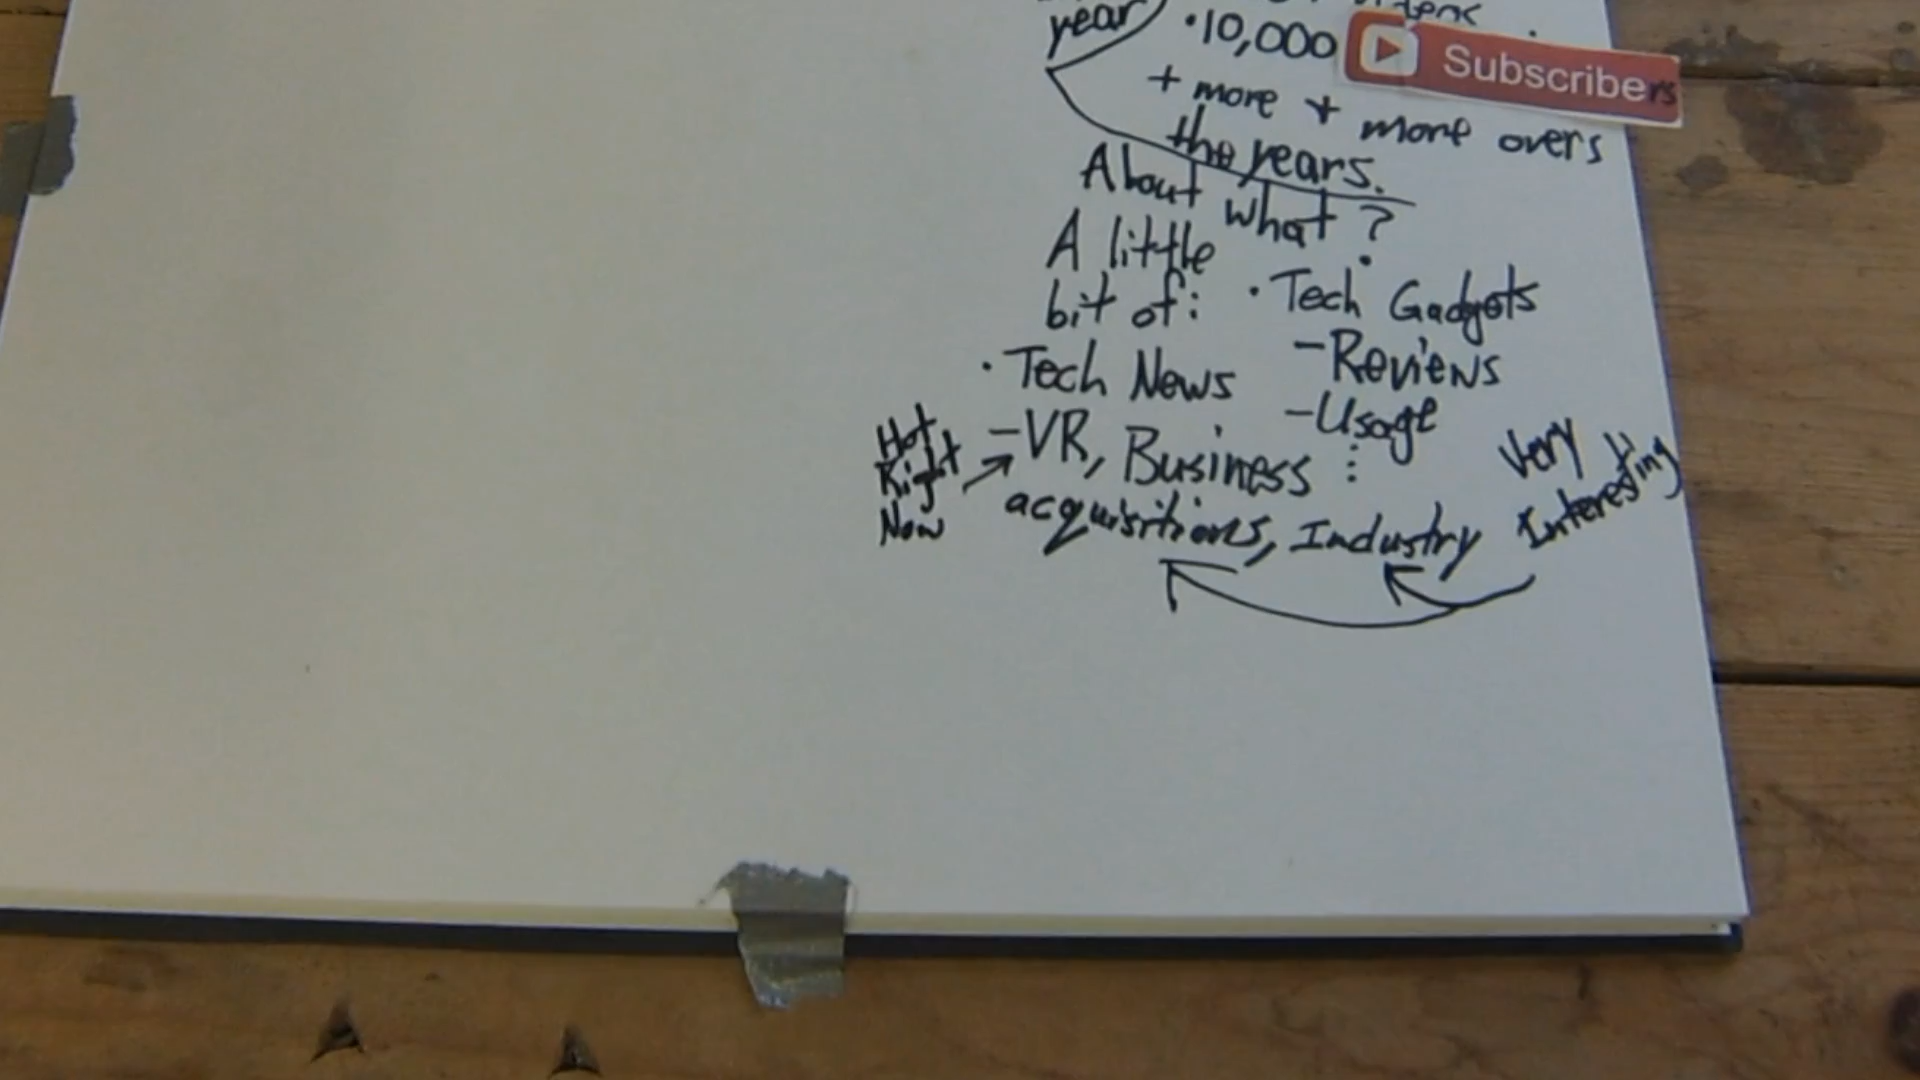 year
·10,000 Subscribers
+ more + more overs
the years.
About what?
A little
bit of:
· Tech Gadgets
- Reviews
- Usage
· Tech News
- VR, Business
acquisitions, Industry
Hot
Right
Now
Very
Interesting